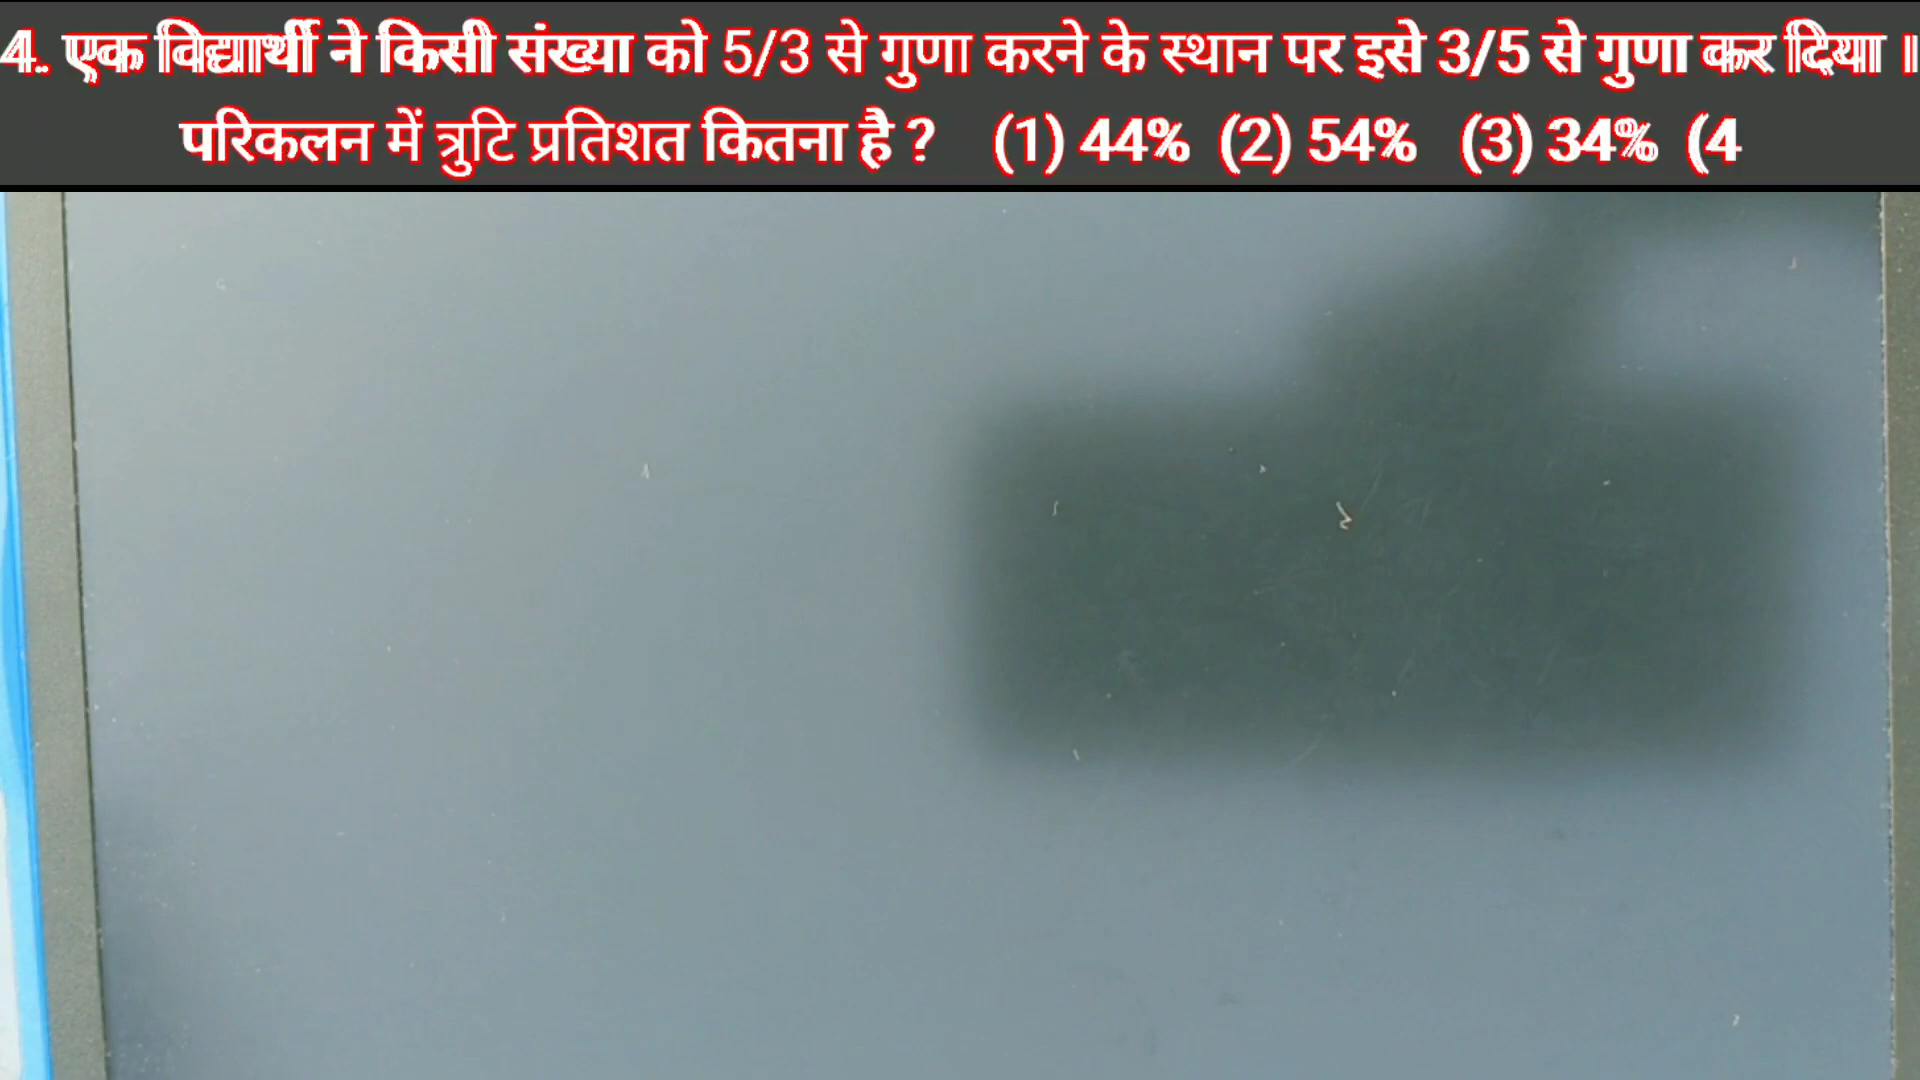 4. एक विद्यार्थी ने किसी संख्या को 5/3 से गुणा करने के स्थान पर इसे 3/5 से गुणा कर दिया ।
परिकलन में त्रुटि प्रतिशत कितना है ? (1) 44% (2) 54% (3) 34% (4